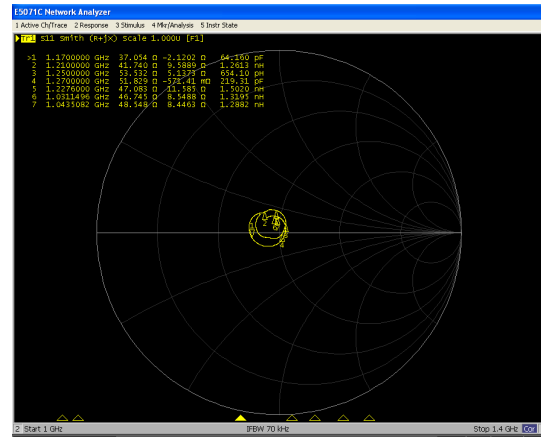 E5071C Network Analyzer
1 Active Ch/Trace 2 Response 3 Stimulus 4 Mkr/Analysis 5 Instr State
Tr1 S11 Smith (R+jX) Scale 1.000U [F1]
>1 1.1700000 GHz 37.054 Ω -2.1202 Ω 64.160 pF
2 1.2100000 GHz 41.740 Ω 9.5889 Ω 1.2613 nH
3 1.2500000 GHz 53.532 Ω 5.1373 Ω 654.10 pH
4 1.2700000 GHz 51.829 Ω -571.41 mΩ 219.31 pF
5 1.2276000 GHz 47.083 Ω 11.585 Ω 1.5020 nH
6 1.0311496 GHz 46.745 Ω 8.5488 Ω 1.3195 nH
7 1.0435082 GHz 48.548 Ω 8.4463 Ω 1.2882 nH
2 Start 1 GHz IFBW 70 kHz Stop 1.4 GHz Cor